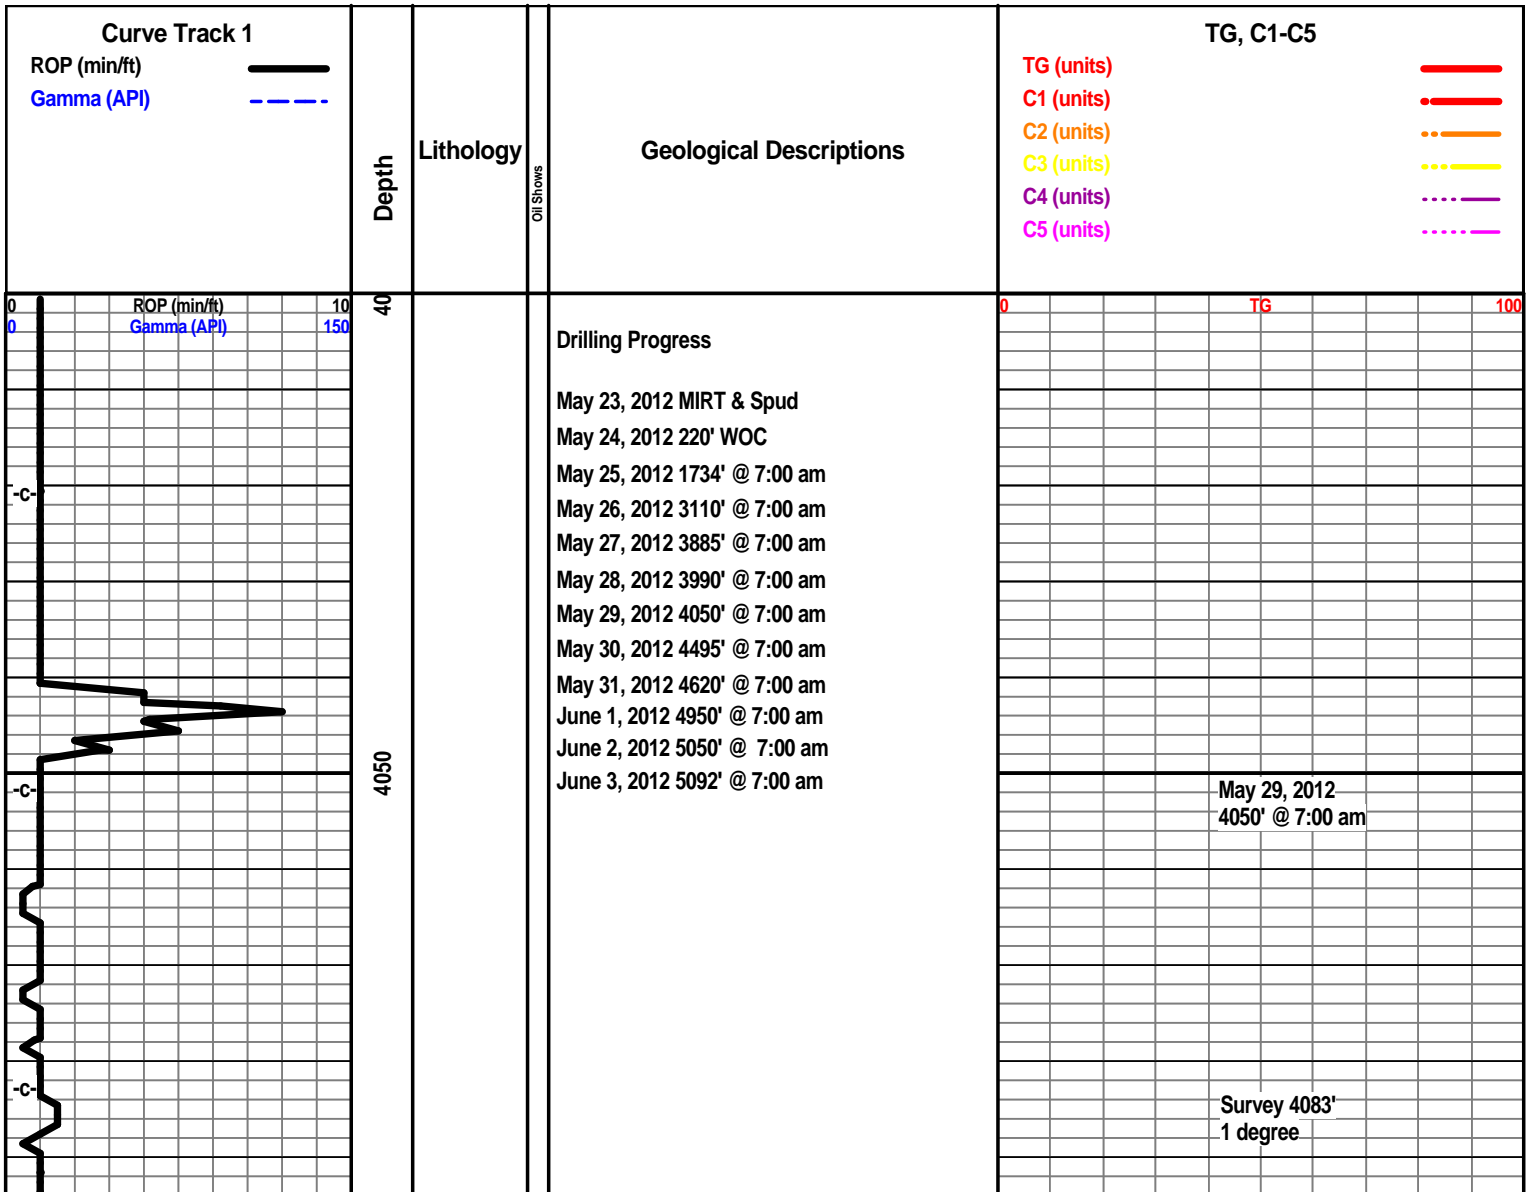 Curve Track 1
ROP (min/ft)
Gamma (API)
Depth
Lithology
Oil Shows
Geological Descriptions
TG, C1-C5
TG (units)
C1 (units)
C2 (units)
C3 (units)
C4 (units)
C5 (units)
0 ROP (min/ft) 10
0 Gamma (API) 150
40
0 TG 100
Drilling Progress
May 23, 2012 MIRT & Spud
May 24, 2012 220' WOC
May 25, 2012 1734' @ 7:00 am
May 26, 2012 3110' @ 7:00 am
May 27, 2012 3885' @ 7:00 am
May 28, 2012 3990' @ 7:00 am
May 29, 2012 4050' @ 7:00 am
May 30, 2012 4495' @ 7:00 am
May 31, 2012 4620' @ 7:00 am
June 1, 2012 4950' @ 7:00 am
June 2, 2012 5050' @ 7:00 am
June 3, 2012 5092' @ 7:00 am
-c-
4050
-c-
May 29, 2012
4050' @ 7:00 am
-c-
Survey 4083'
1 degree